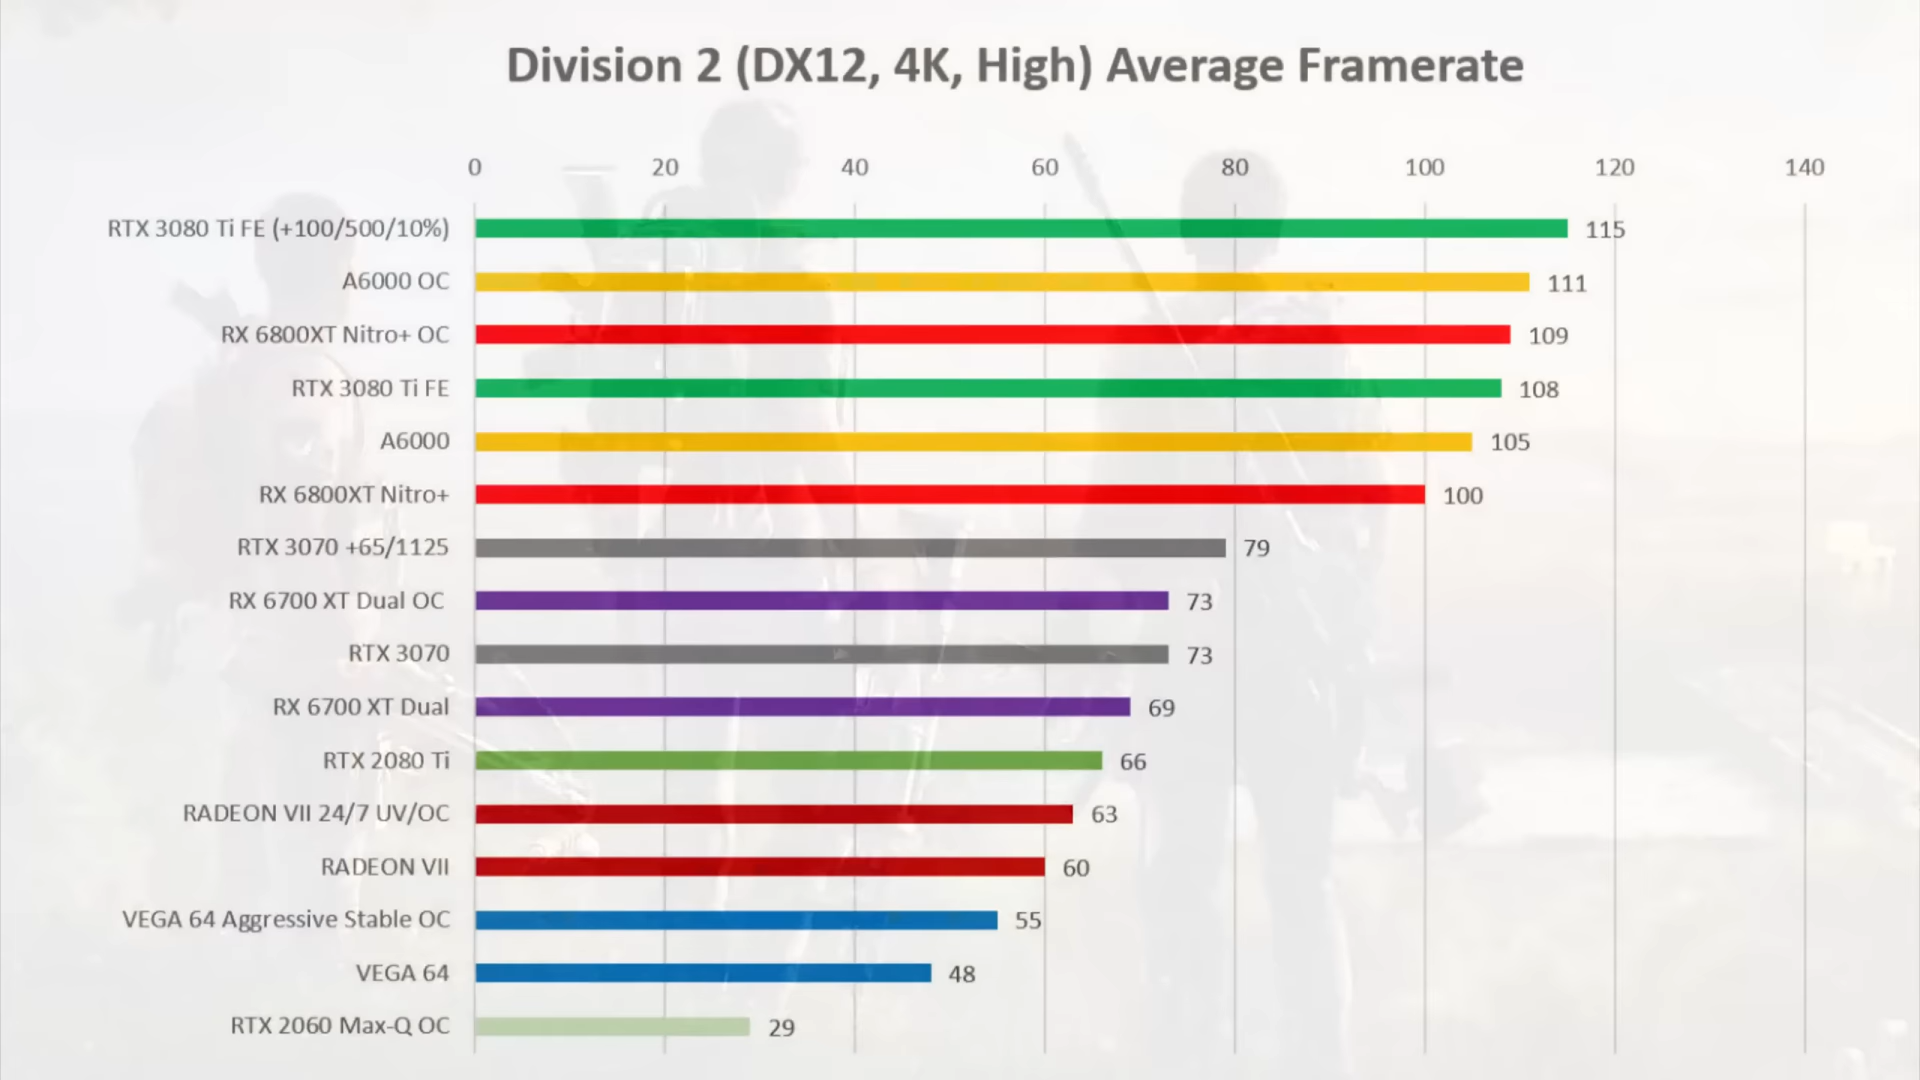 Division 2 (DX12, 4K, High) Average Framerate
0 20 40 60 80 100 120 140
RTX 3080 Ti FE (+100/500/10%) 115
A6000 OC 111
RX 6800XT Nitro+ OC 109
RTX 3080 Ti FE 108
A6000 105
RX 6800XT Nitro+ 100
RTX 3070 +65/1125 79
RX 6700 XT Dual OC 73
RTX 3070 73
RX 6700 XT Dual 69
RTX 2080 Ti 66
RADEON VII 24/7 UV/OC 63
RADEON VII 60
VEGA 64 Aggressive Stable OC 55
VEGA 64 48
RTX 2060 Max-Q OC 29